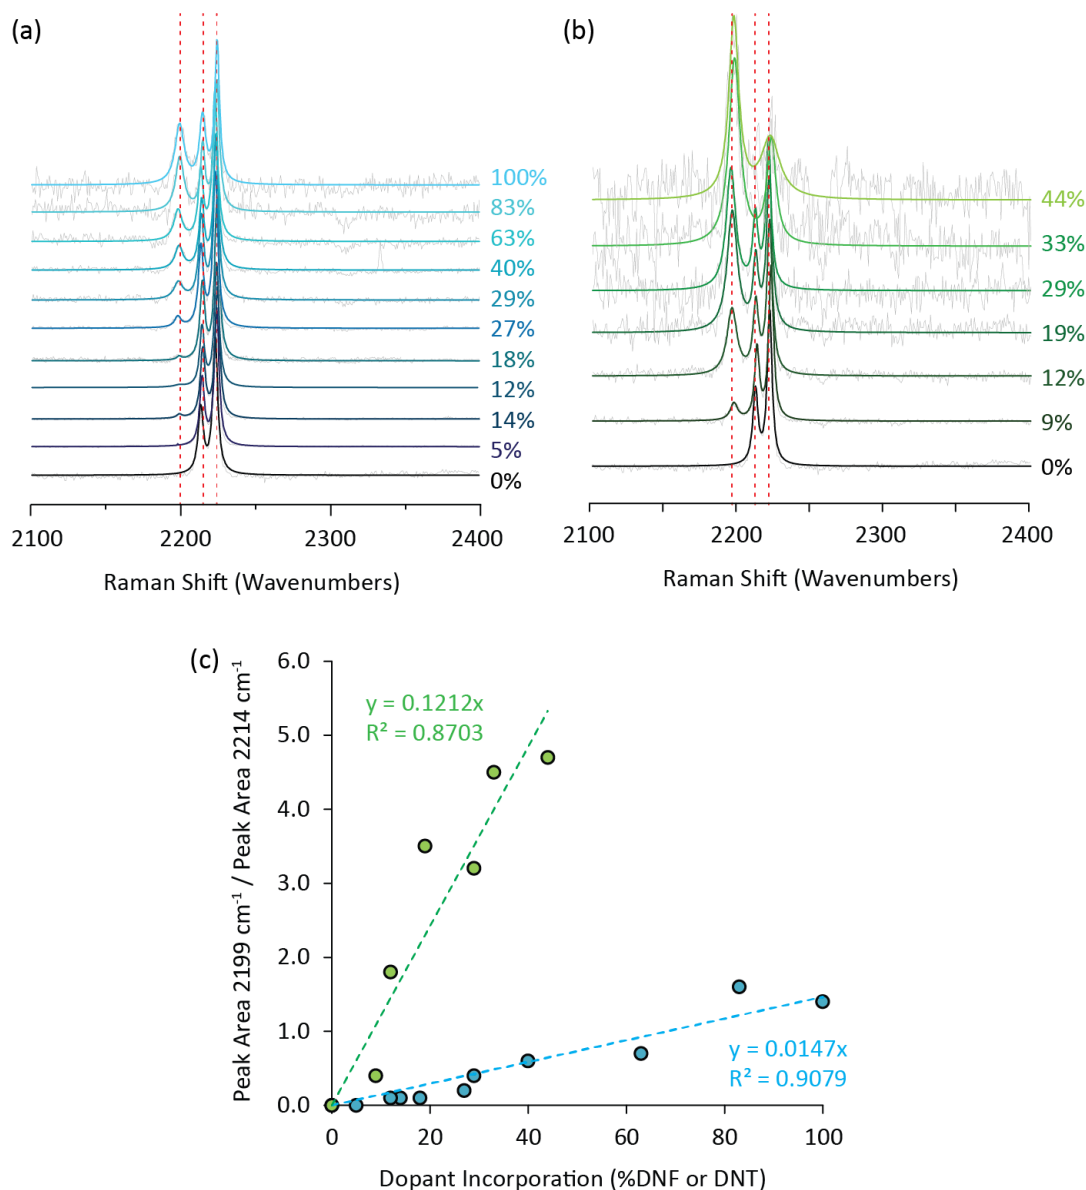 (a)
100%
83%
63%
40%
29%
27%
18%
12%
14%
5%
0%
2100 2200 2300 2400
Raman Shift (Wavenumbers)
(b)
44%
33%
29%
19%
12%
9%
0%
2100 2200 2300 2400
Raman Shift (Wavenumbers)
(c)
Peak Area 2199 cm⁻¹ / Peak Area 2214 cm⁻¹
6.0
5.0
4.0
3.0
2.0
1.0
0.0
y = 0.1212x
R² = 0.8703
y = 0.0147x
R² = 0.9079
0 20 40 60 80 100
Dopant Incorporation (%DNF or DNT)